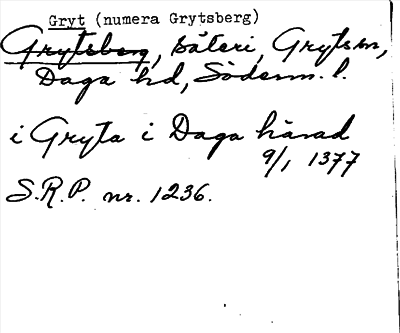 Gryt (numera Grytsberg)
Grytsberg, säteri, Gryts sn,
Daga hd, Söderm. l.
i Gryta i Daga härad
9/1 1377
S.R.P. nr. 1236.